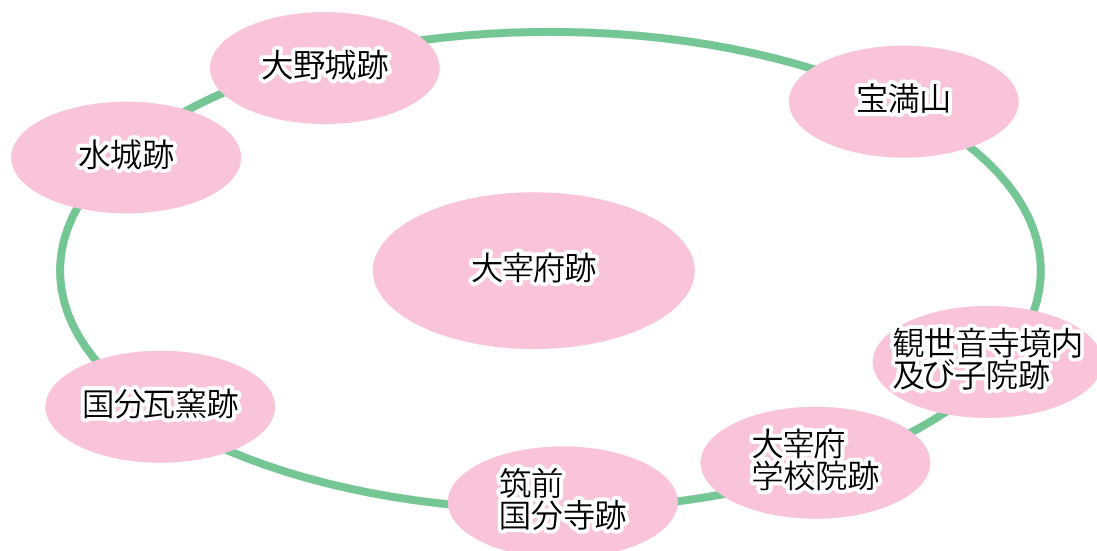 大野城跡
宝満山
水城跡
大宰府跡
観世音寺境内
及び子院跡
国分瓦窯跡
大宰府
学校院跡
筑前
国分寺跡